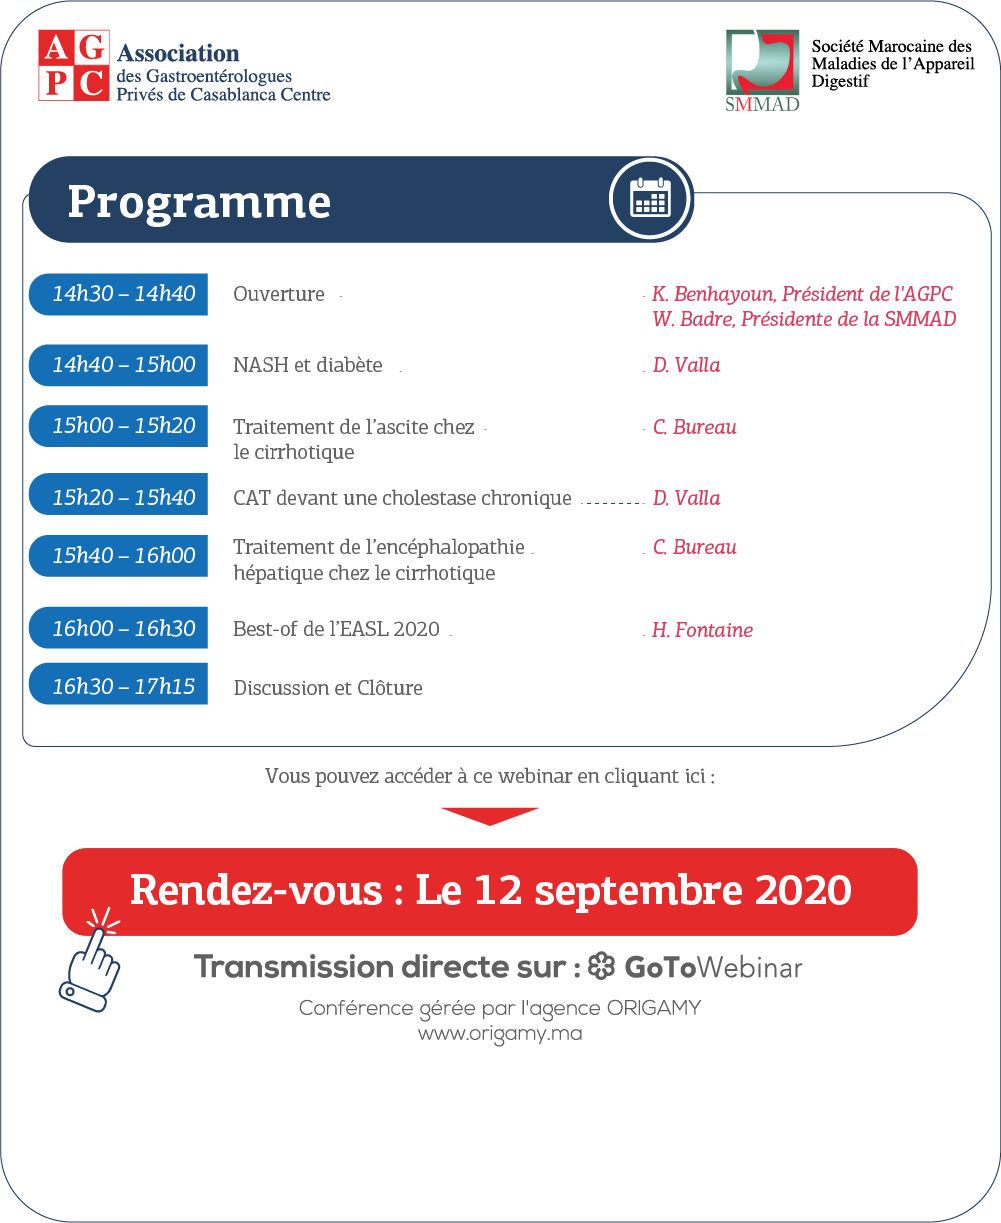 AG
PC
Association
des Gastroentérologues
Privés de Casablanca Centre
SMMAD
Société Marocaine des
Maladies de l'Appareil
Digestif
Programme
14h30 – 14h40 Ouverture K. Benhayoun, Président de l'AGPC
W. Badre, Présidente de la SMMAD
14h40 – 15h00 NASH et diabète D. Valla
15h00 – 15h20 Traitement de l'ascite chez C. Bureau
le cirrhotique
15h20 – 15h40 CAT devant une cholestase chronique D. Valla
15h40 – 16h00 Traitement de l'encéphalopathie C. Bureau
hépatique chez le cirrhotique
16h00 – 16h30 Best-of de l'EASL 2020 H. Fontaine
16h30 – 17h15 Discussion et Clôture
Vous pouvez accéder à ce webinar en cliquant ici :
Rendez-vous : Le 12 septembre 2020
Transmission directe sur : GoToWebinar
Conférence gérée par l'agence ORIGAMY
www.origamy.ma